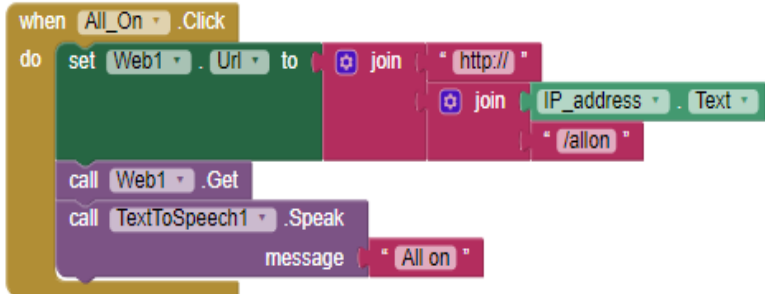 when All_On .Click
do set Web1 . Url to join " http:// "
join IP_address . Text
" /allon "
call Web1 .Get
call TextToSpeech1 .Speak
message " All on "